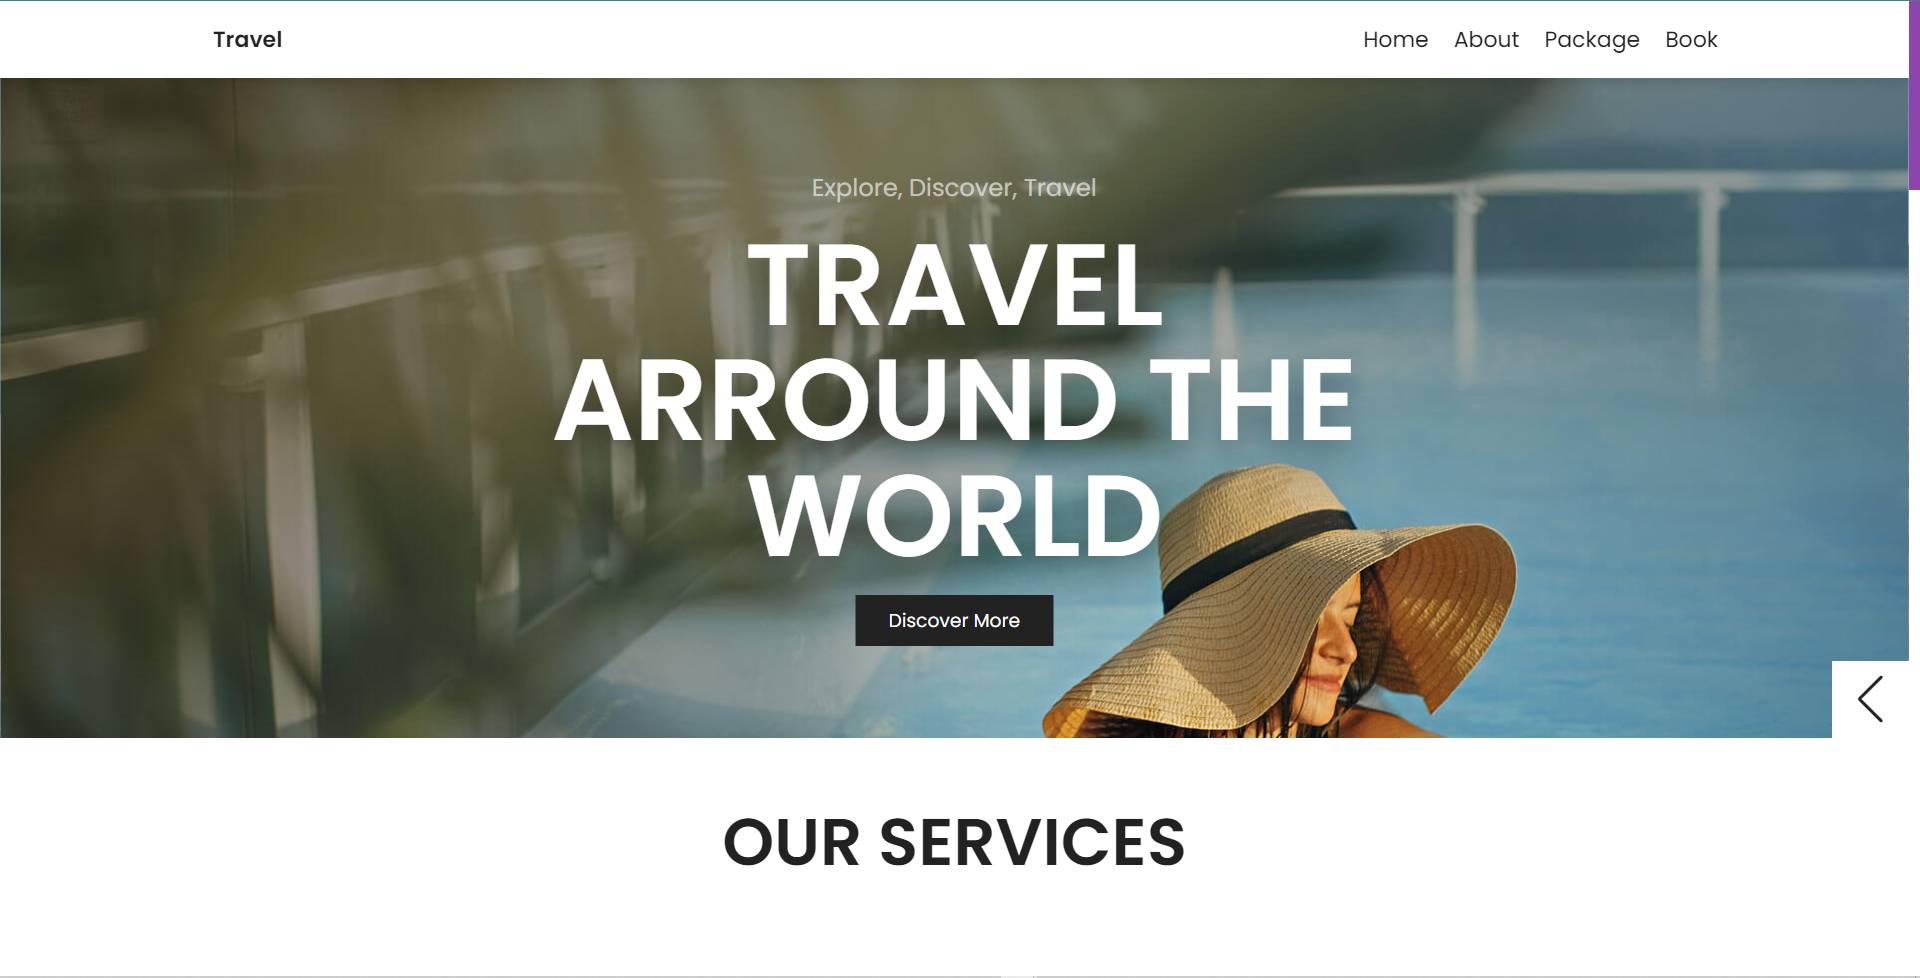 Travel
Home About Package Book
Explore, Discover, Travel
TRAVEL
ARROUND THE
WORLD
Discover More
OUR SERVICES